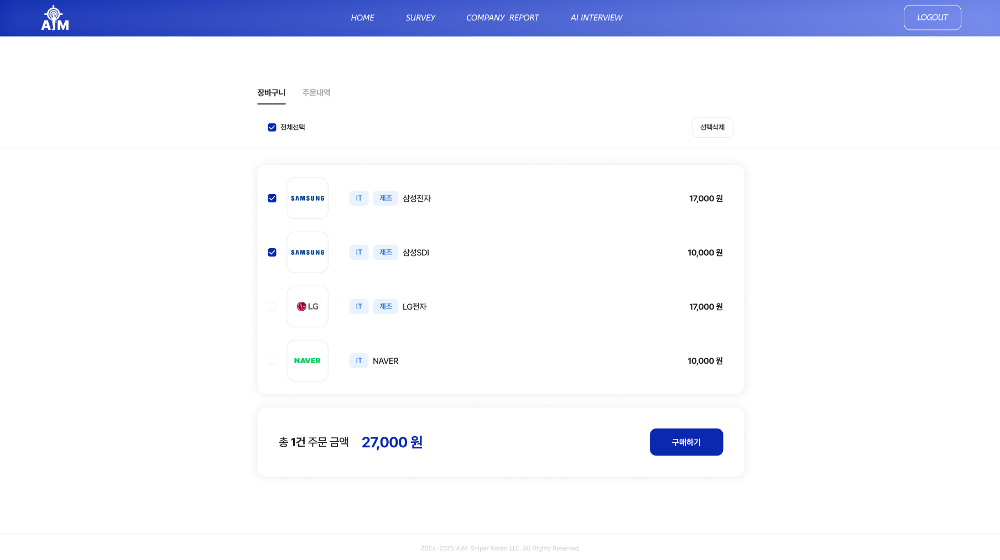 AIM
HOME SURVEY COMPANY REPORT AI INTERVIEW LOGOUT
장바구니 주문내역
전체선택 선택삭제
SAMSUNG IT 제조 삼성전자 17,000 원
SAMSUNG IT 제조 삼성SDI 10,000 원
LG IT 제조 LG전자 17,000 원
NAVER IT NAVER 10,000 원
총 1건 주문 금액 27,000 원 구매하기
2024-2025 AIM-Sniper Korea LLC. All Rights Reserved.